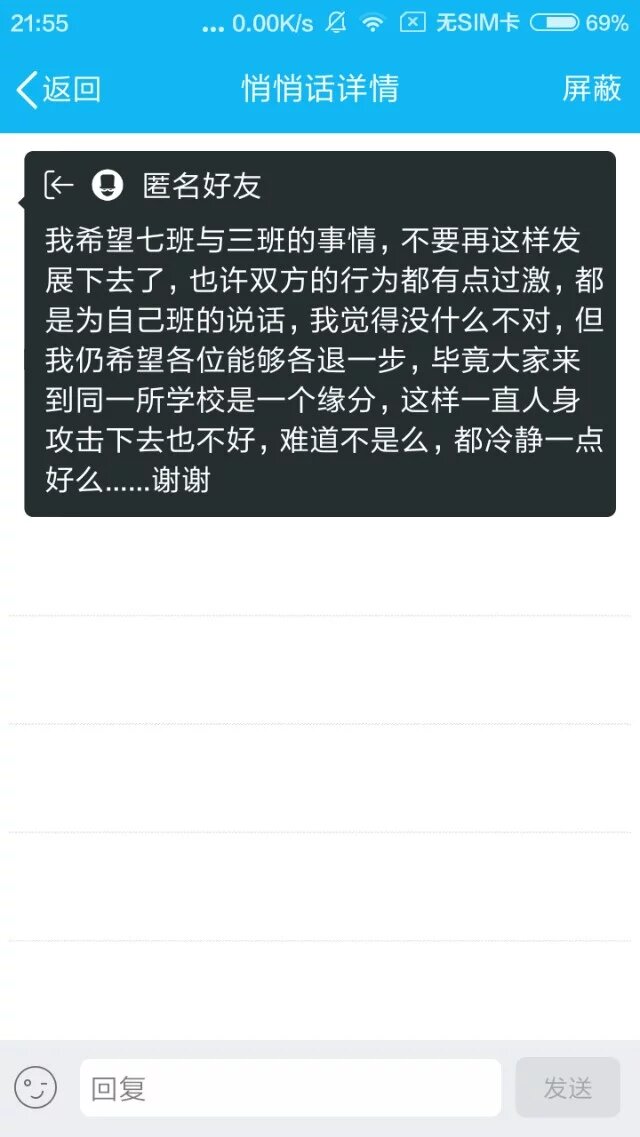 21:55 ... 0.00K/s 无SIM卡 69%
返回 悄悄话详情 屏蔽
匿名好友
我希望七班与三班的事情，不要再这样发
展下去了，也许双方的行为都有点过激，都
是为自己班的说话，我觉得没什么不对，但
我仍希望各位能够各退一步，毕竟大家来
到同一所学校是一个缘分，这样一直人身
攻击下去也不好，难道不是么，都冷静一点
好么......谢谢
回复 发送